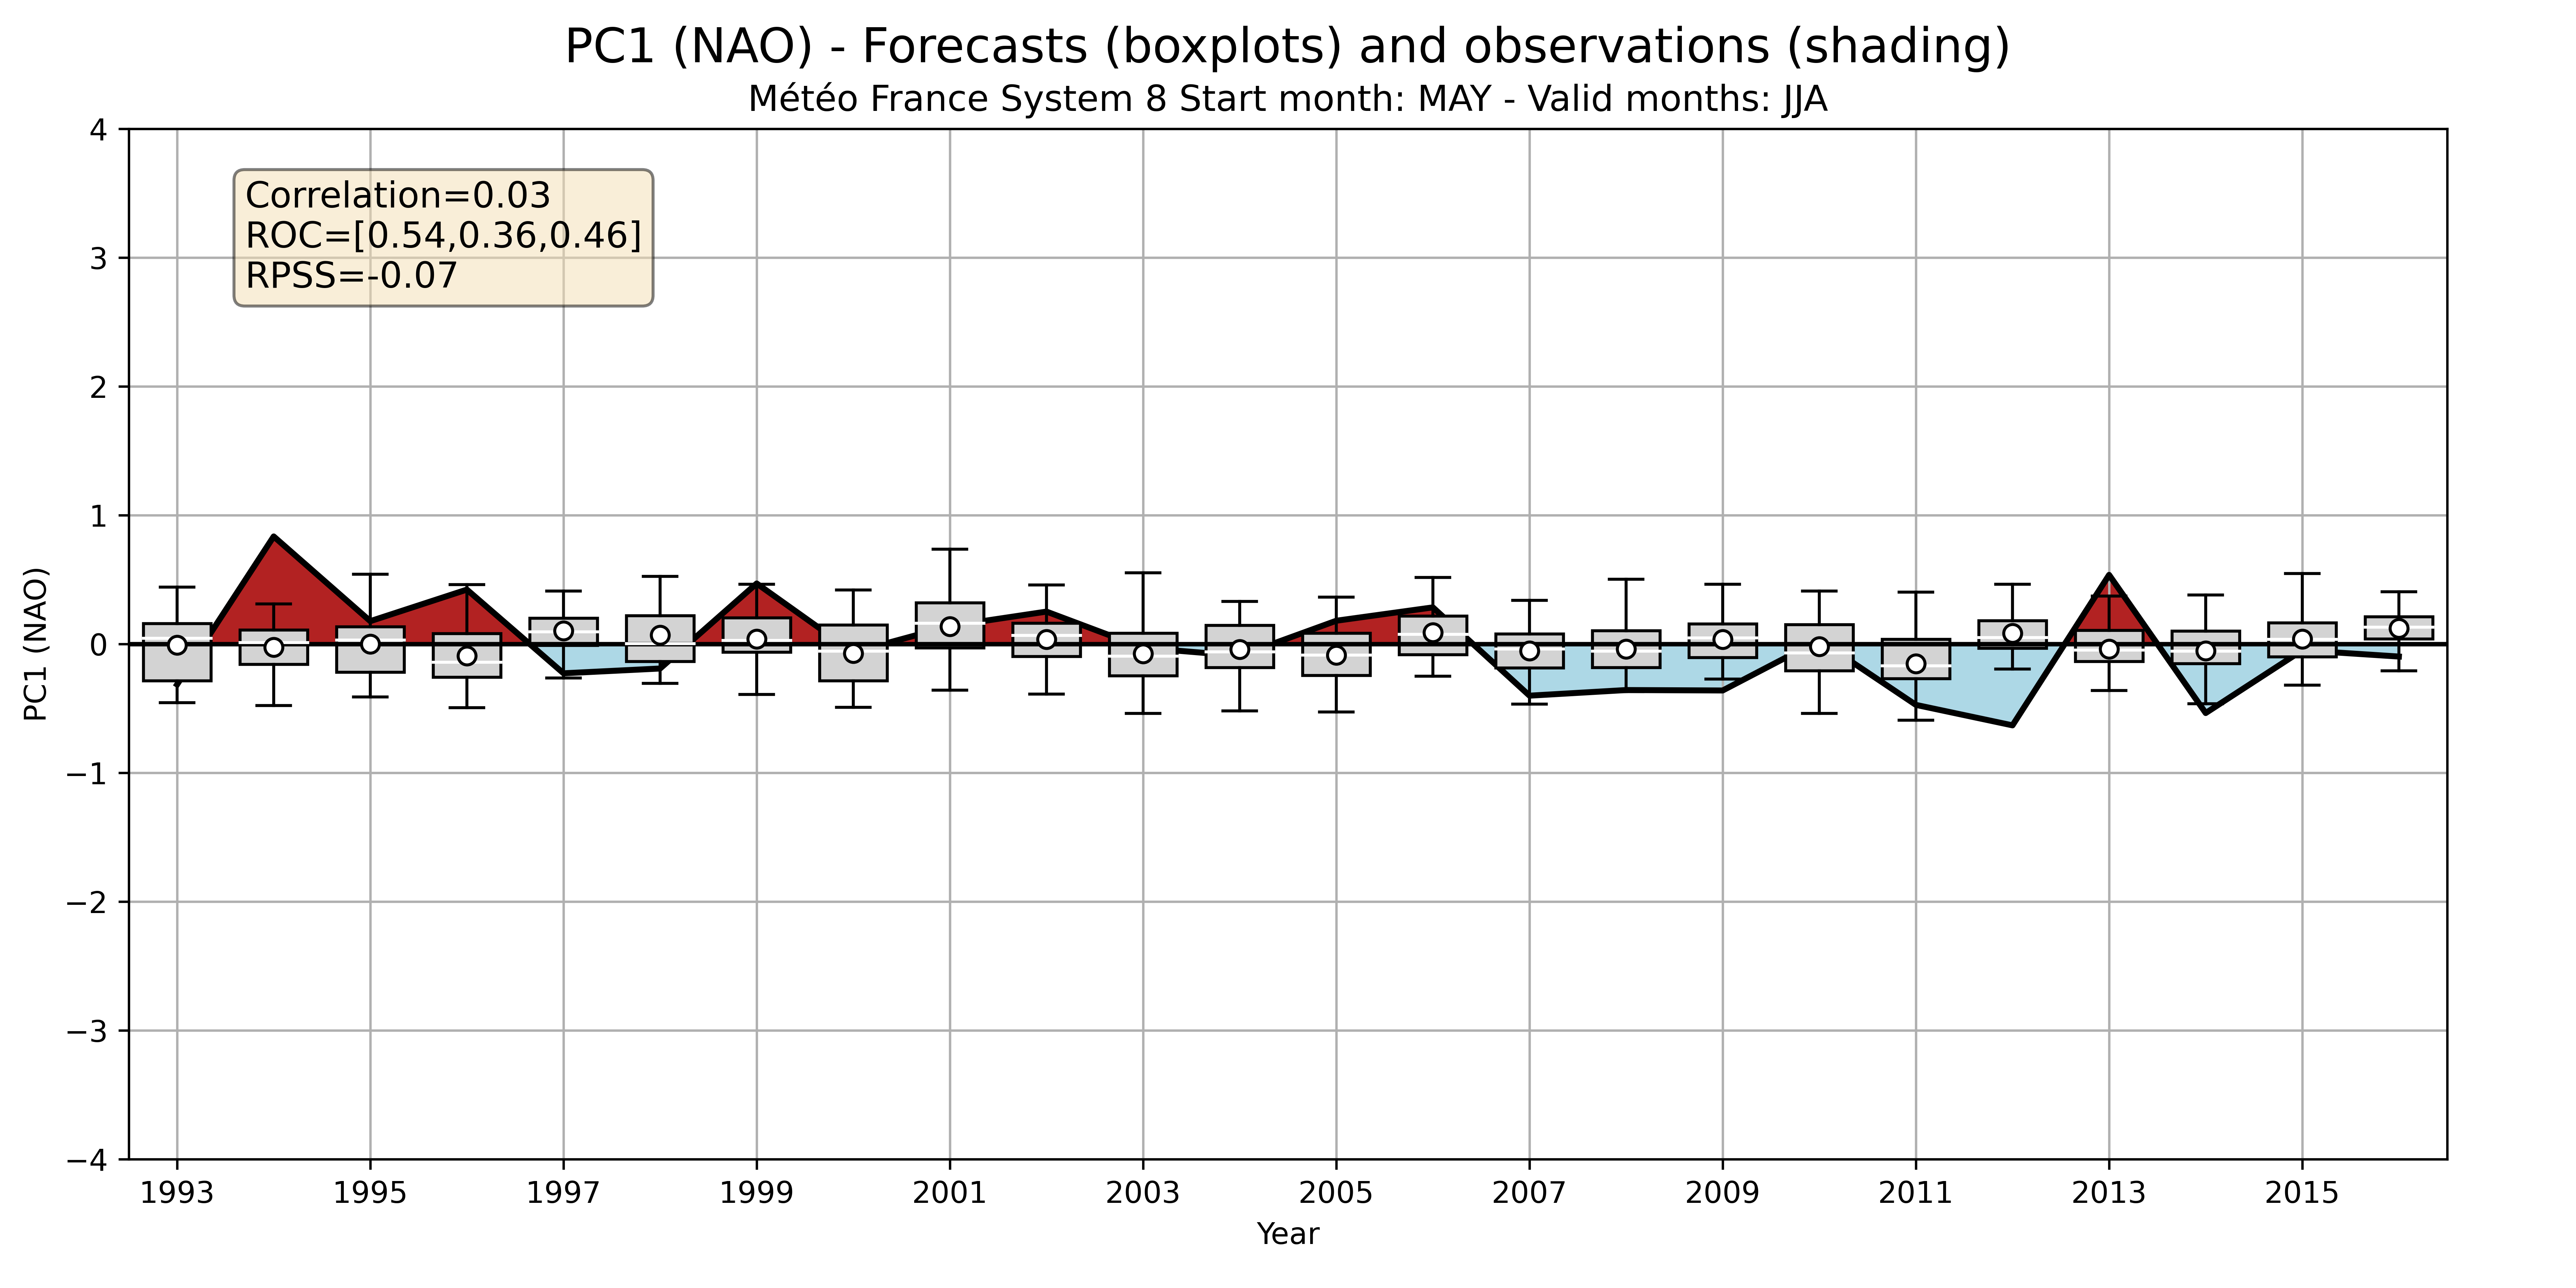 PC1 (NAO) - Forecasts (boxplots) and observations (shading)
Météo France System 8 Start month: MAY - Valid months: JJA
Correlation=0.03
ROC=[0.54,0.36,0.46]
RPSS=-0.07
PC1 (NAO)
4
3
2
1
0
−1
−2
−3
−4
1993 1995 1997 1999 2001 2003 2005 2007 2009 2011 2013 2015
Year